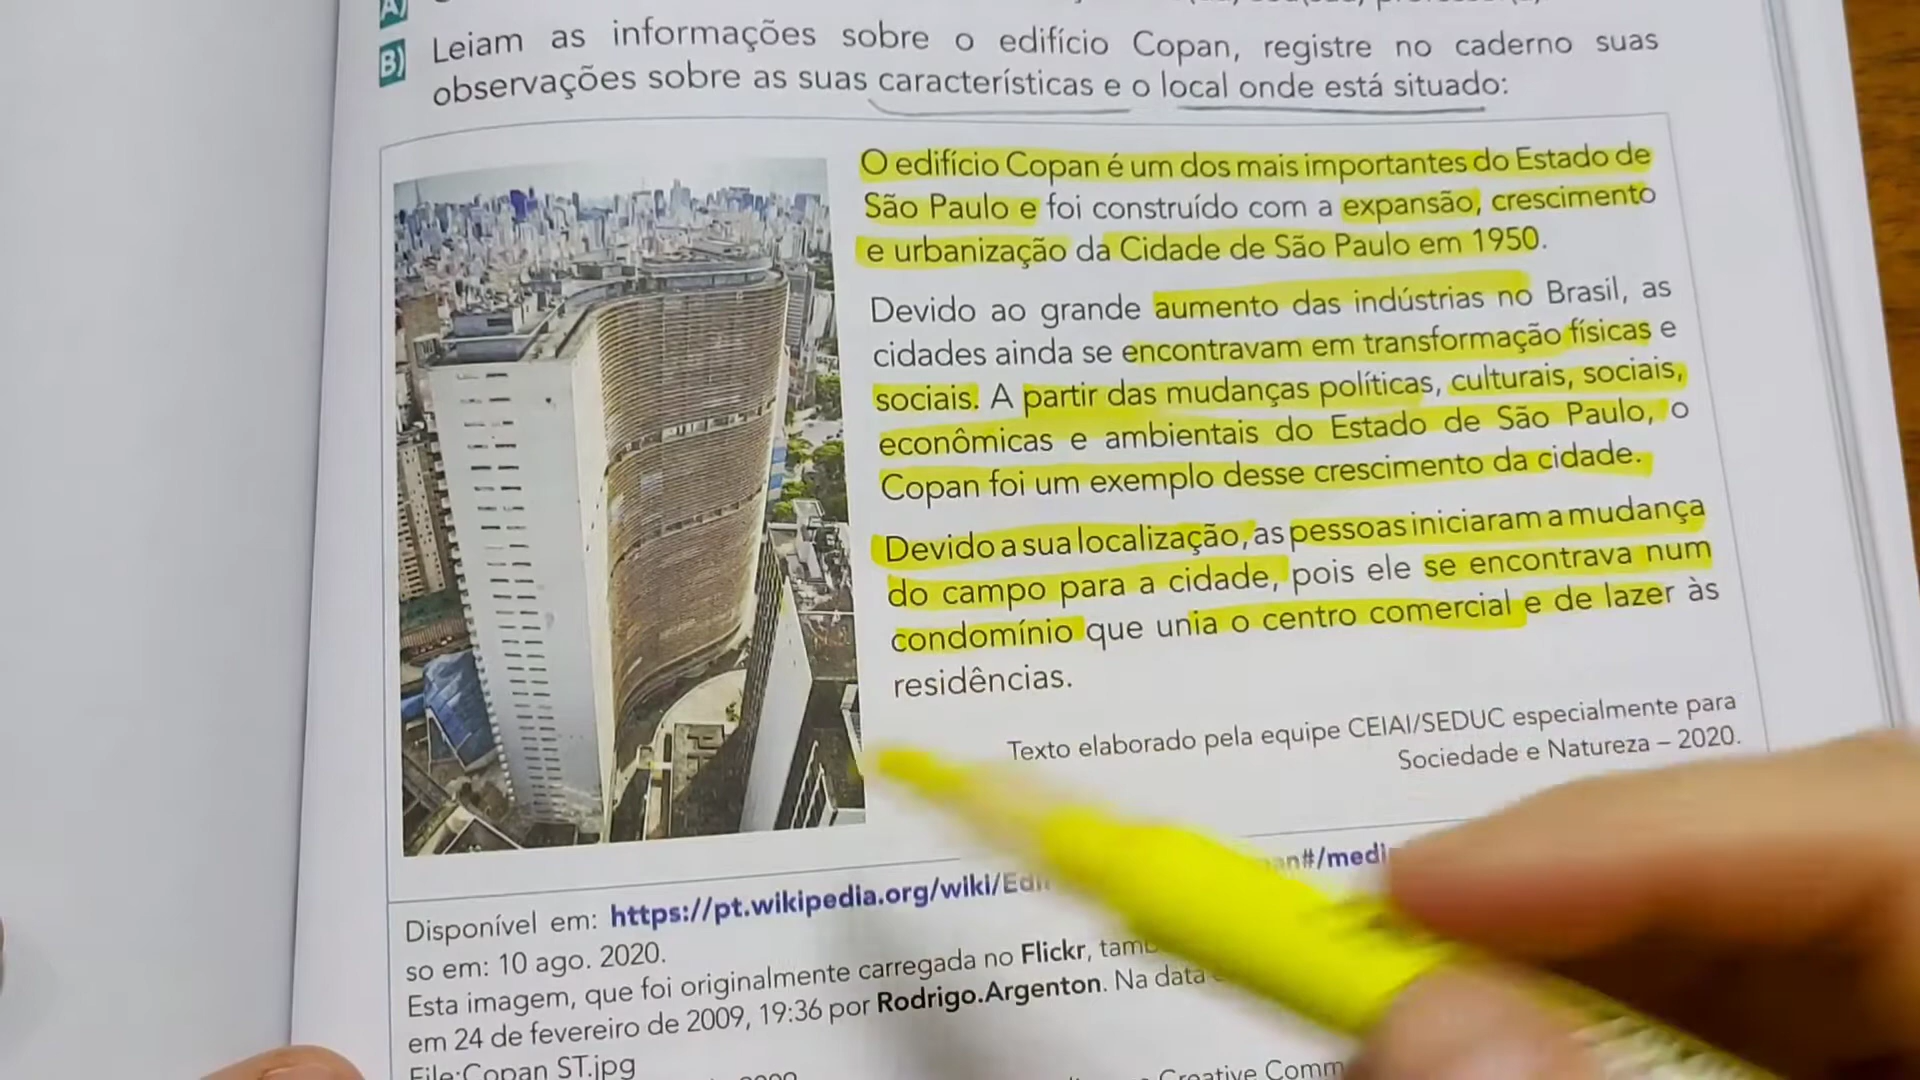 A)
B) Leiam as informações sobre o edifício Copan, registre no caderno suas
observações sobre as suas características e o local onde está situado:
O edifício Copan é um dos mais importantes do Estado de
São Paulo e foi construído com a expansão, crescimento
e urbanização da Cidade de São Paulo em 1950.
Devido ao grande aumento das indústrias no Brasil, as
cidades ainda se encontravam em transformação físicas e
sociais. A partir das mudanças políticas, culturais, sociais,
econômicas e ambientais do Estado de São Paulo, o
Copan foi um exemplo desse crescimento da cidade.
Devido a sua localização, as pessoas iniciaram a mudança
do campo para a cidade, pois ele se encontrava num
condomínio que unia o centro comercial e de lazer às
residências.
Texto elaborado pela equipe CEIAI/SEDUC especialmente para
Sociedade e Natureza – 2020.
Disponível em: https://pt.wikipedia.org/wiki/Edi
so em: 10 ago. 2020.
Esta imagem, que foi originalmente carregada no Flickr,
em 24 de fevereiro de 2009, 19:36 por Rodrigo.Argenton. Na data
File:Copan ST.jpg
Creative Comm